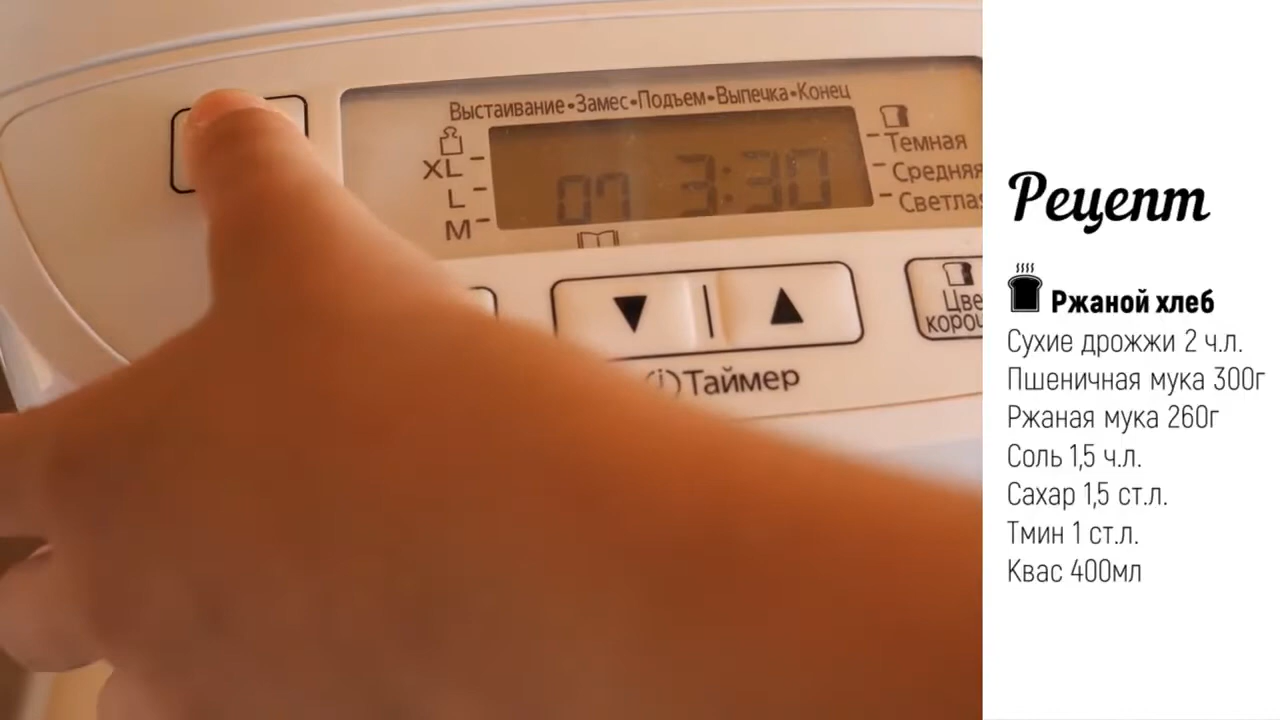 Выстаивание•Замес•Подъем•Выпечка•Конец
XL
L
M
07 3:30
Темная
Средняя
Таймер
Рецепт
Ржаной хлеб
Сухие дрожжи 2 ч.л.
Пшеничная мука 300г
Ржаная мука 260г
Соль 1,5 ч.л.
Сахар 1,5 ст.л.
Тмин 1 ст.л.
Квас 400мл